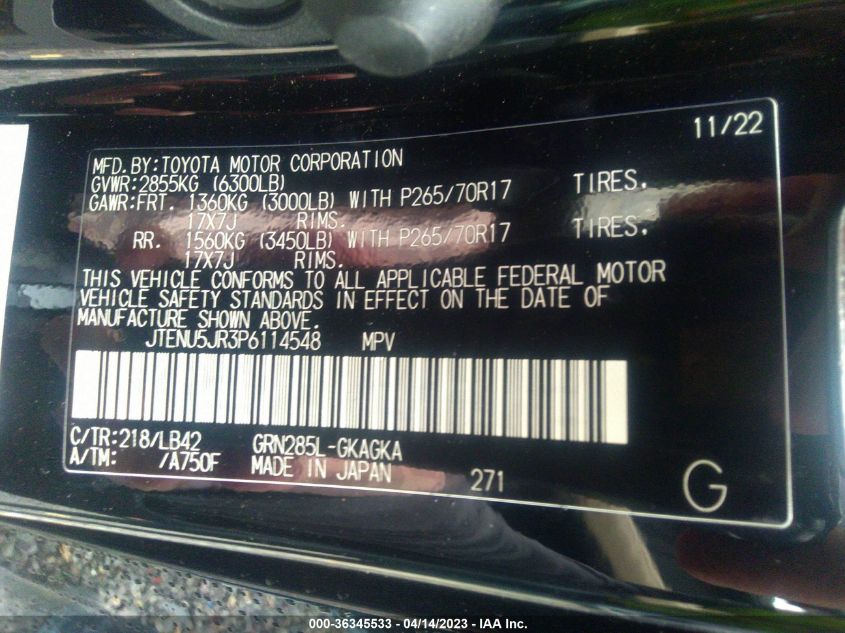 11/22
MFD.BY:TOYOTA MOTOR CORPORATION
GVWR:2855KG (6300LB)
GAWR:FRT. 1360KG (3000LB) WITH P265/70R17 TIRES.
17X7J RIMS.
RR. 1560KG (3450LB) WITH P265/70R17 TIRES.
17X7J RIMS.
THIS VEHICLE CONFORMS TO ALL APPLICABLE FEDERAL MOTOR
VEHICLE SAFETY STANDARDS IN EFFECT ON THE DATE OF
MANUFACTURE SHOWN ABOVE.
JTENU5JR3P6114548 MPV
C/TR:218/LB42 GRN285L-GKAGKA
A/TM: /A750F MADE IN JAPAN 271
G
000-36345533 - 04/14/2023 - IAA Inc.